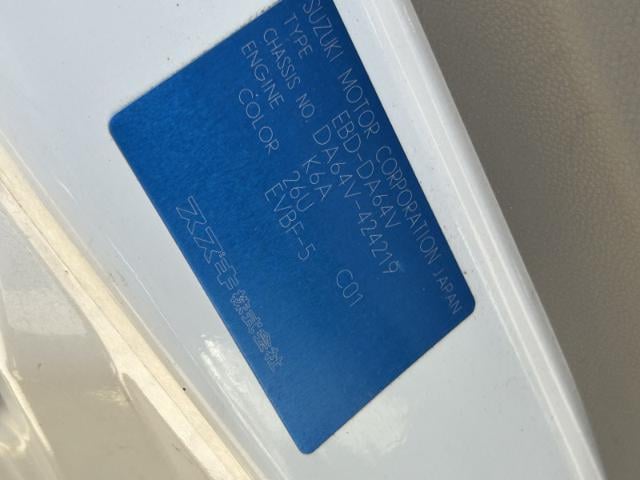 SUZUKI MOTOR CORPORATION JAPAN
TYPE EBD-DA64V
CHASSIS NO. DA64V-424219
ENGINE K6A
COLOR 26U
EVBF-5 C01
スズキ株式会社